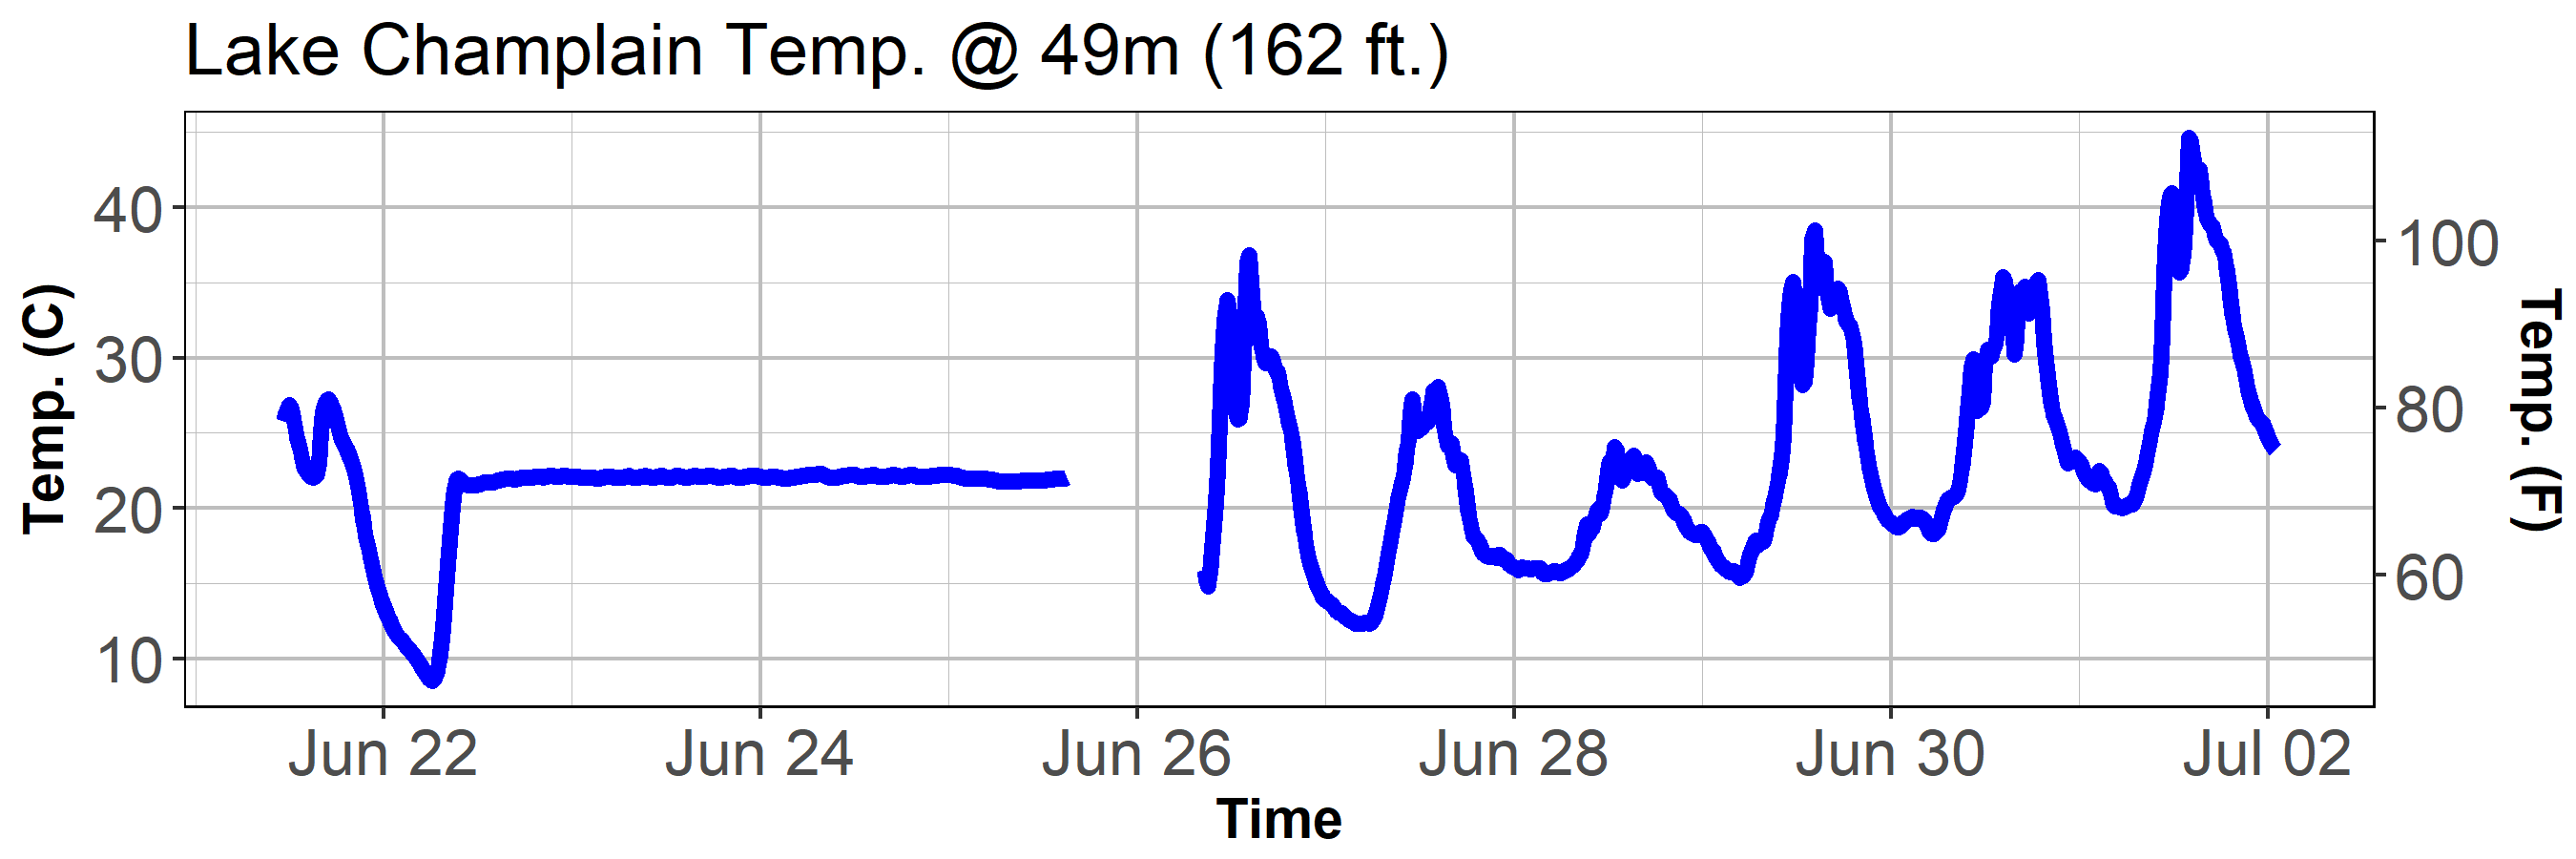 Lake Champlain Temp. @ 49m (162 ft.)
Temp. (C)
40
30
20
10
100
80
60
Temp. (F)
Jun 22
Jun 24
Jun 26
Jun 28
Jun 30
Jul 02
Time